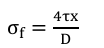 σf = 4τx / D